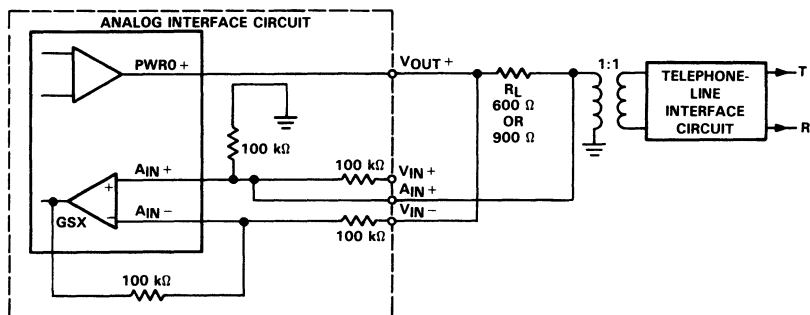 ANALOG INTERFACE CIRCUIT
PWRO +
VOUT +
RL
600 Ω
OR
900 Ω
1:1
TELEPHONE-
LINE
INTERFACE
CIRCUIT
T
R
100 kΩ
AIN +
+
100 kΩ
VIN +
AIN +
GSX
AIN −
−
100 kΩ
VIN −
100 kΩ